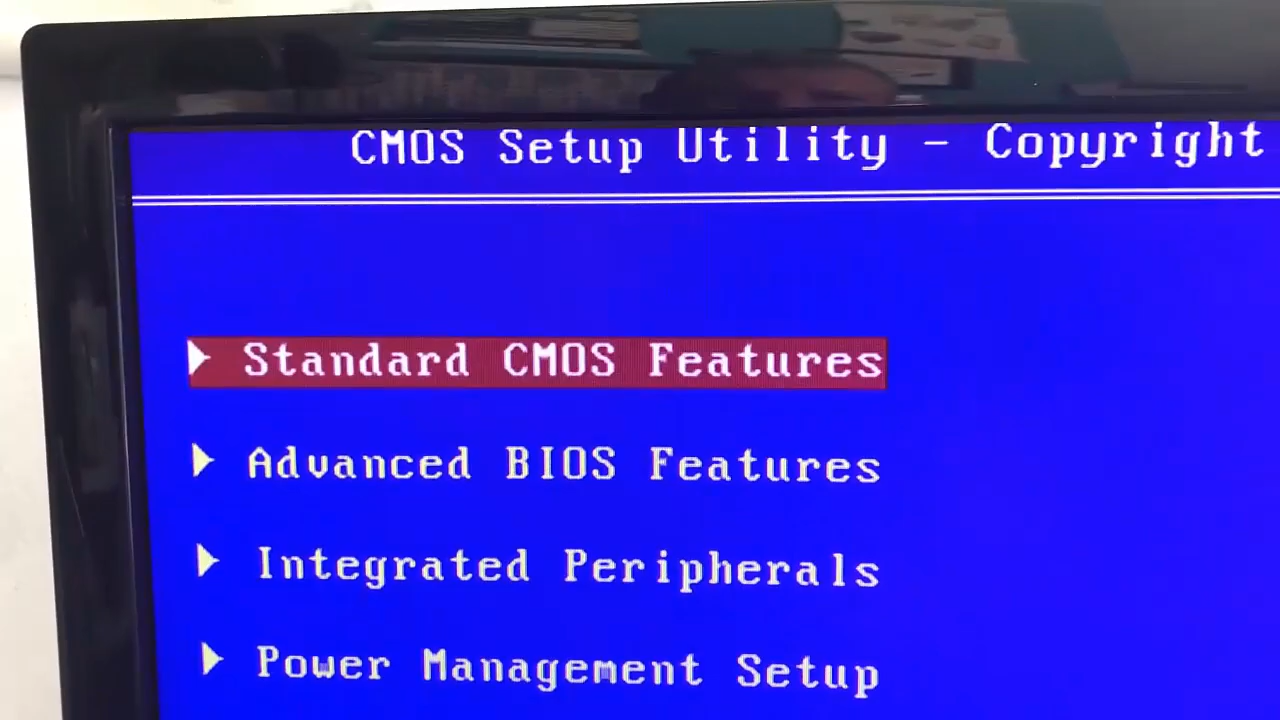 CMOS Setup Utility - Copyright
Standard CMOS Features
Advanced BIOS Features
Integrated Peripherals
Power Management Setup